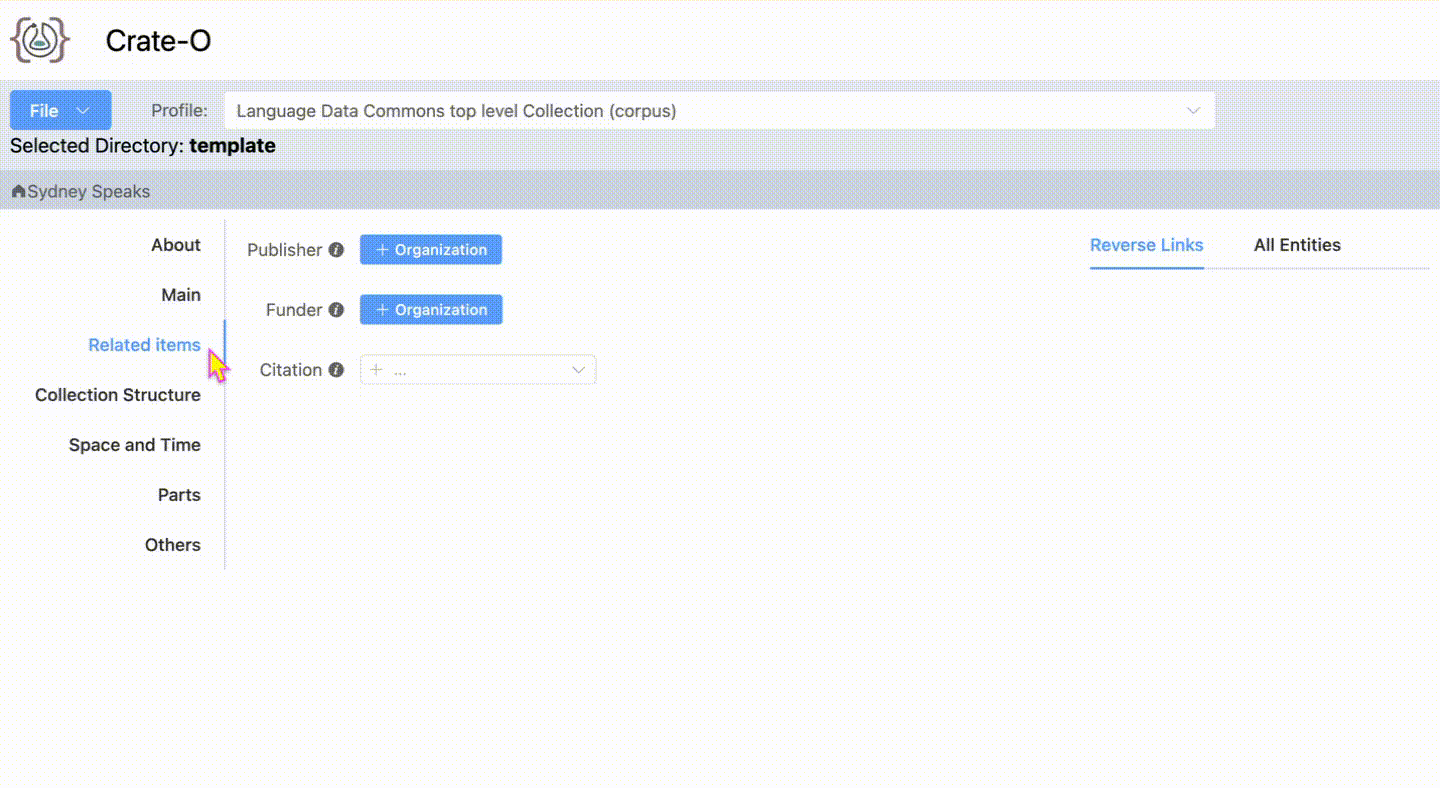 Crate-O
File Profile: Language Data Commons top level Collection (corpus)
Selected Directory: template
Sydney Speaks
About
Main
Related items
Collection Structure
Space and Time
Parts
Others
Publisher + Organization
Funder + Organization
Citation + ...
Reverse Links All Entities